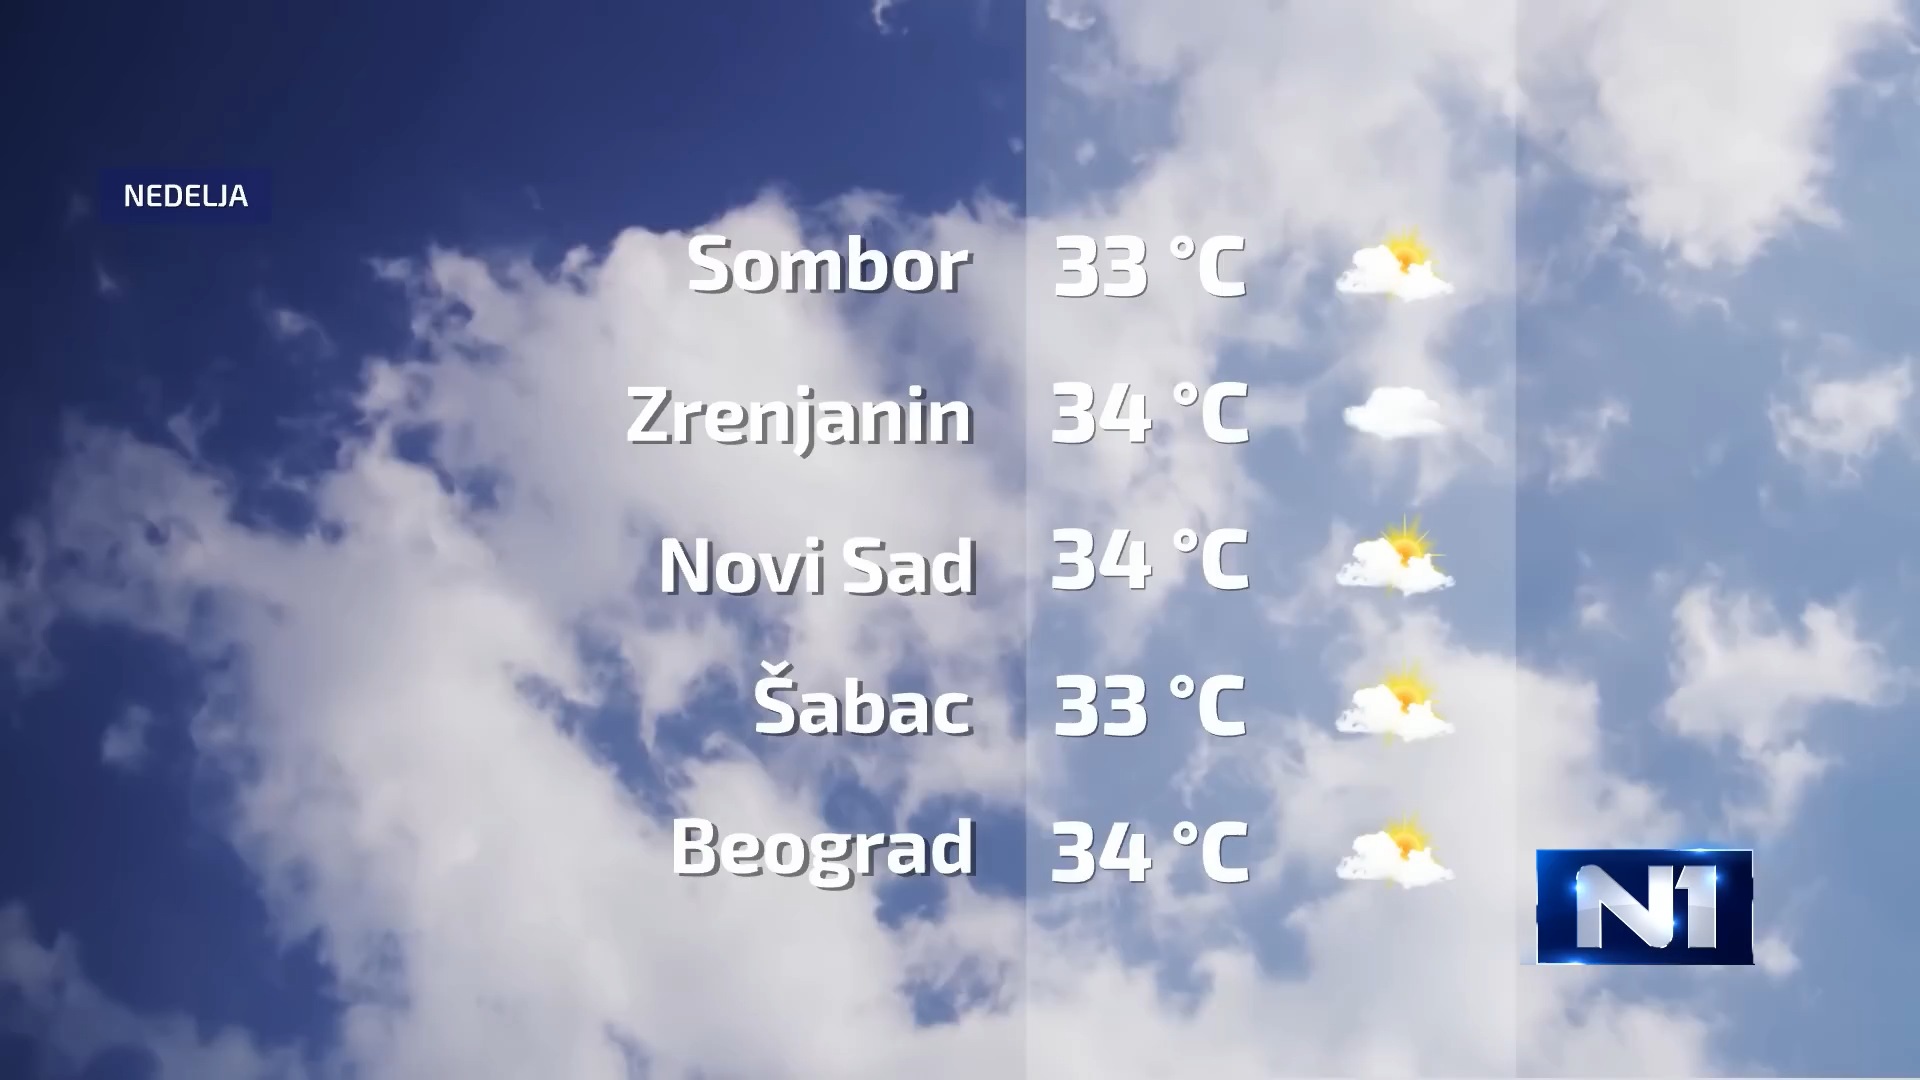 NEDELJA
Sombor 33 °C
Zrenjanin 34 °C
Novi Sad 34 °C
Šabac 33 °C
Beograd 34 °C
N1